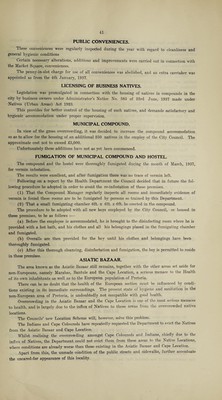 41
PUBLIC CONVENIENCES.
These conveniences were regularly inspected during the year with regard to cleanliness and
general hygienic conditions.
Certain necessary alterations, additions and improvements were carried out in connection with
the Market Square, conveniences.
The penny-in-slot charge for use of all conveniences was abolished, and an extra caretaker was
appointed as from the 4th January, 1937.
LICENSING OF BUSINESS NATIVES.
Legislation was promulgated in connection with the housing of natives in compounds in the
city by business owners under Administrator's Notice No. 360 of 23rd June, 1937 made under
Natives (Urban Areas) Act 1923.
This provides for better control of the housing of such natives, and demands satisfactory and
hygienic accommodation under proper supervision.
MUNICIPAL COMPOUND.
In view of the gross overcrowding, it was decided to increase the compound accommodation
so as to allow for the housing of an additional 400 natives in the employ of the City Council. The
approximate cost not to exceed £9,000.
Unfortunately these additions have not as yet been commenced.
FUMIGATION OF MUNICIPAL COMPOUND AND HOSTEL.
The compound and the hostel were thoroughly fumigated during the month of March, 1937,
for vermin infestation.
The results were excellent, and after fumigation there was no trace of vermin left.
Following on a report by the Health Department the Council decided that in future the fol-
lowing procedure be adopted in order to avoid the re-infestation of these premises.
(1) That the Compound Manager regularly inspects all rooms and immediately evidence of
vermin is found these rooms are to be fumigated by persons so trained by this Department.
(2) That a small fumigating chamber 6ft. x 6ft. x 8ft. be erected in the compound.
The procedure to be adopted with all new boys employed by the City Council, on housed in
these premises, to be as follows :—
(a) Before the employee is accommodated, he is brought to the disinfecting room where he is
provided with a hot bath, and his clothes and all his belongings placed in the fumigating chamber
and fumigated.
(b) Overalls are then provided for the boy until his clothes and belongings have been
thoroughly fumigated.
(c) After this thorough cleansing, disinfestation and fumigation, the boy is permitted to reside
in these premises.
ASIATIC BAZAAR.
The area known as the Asiatic Bazaar still remains, together with the other areas set aside for
non-Europeans, namely Marabas, Bantule and the Cape Location, a serious menace to the Health
of its own inhabitants as well as to the European population of Pretoria.
There can be no doubt that the health of the European section must be influenced by condi-
tions existing in its immediate surroundings. The present state of hygiene and sanitation in the
non-European areas of Pretoria, is undoubtedly not compatible with good health.
Overcrowding in the Asiatic Bazaar and the Cape Location is one of the most serious menaces
to health, and is largely due to the influx of Natives to these areas from the overcrowded native
locations.
The Councils' new Location Scheme will, however, solve this problem.
The Indians and Cape Coloureds have repeatedly requested the Department to evict the Natives
from the Asiatic Bazaar and Cape Location.
Whilst realising the overcrowding, amongst Cape Coloureds and Indians, chiefly due to the
influx of Natives, the Department could not evict them from these areas to the Native Locations,
where conditions are already worse than those existing in the Asiatic Bazaar and Cape Location.
Apart from this, the unmade condition of the public streets and sidewalks, further accentuate
the unsatisfactory appearance of this locality.